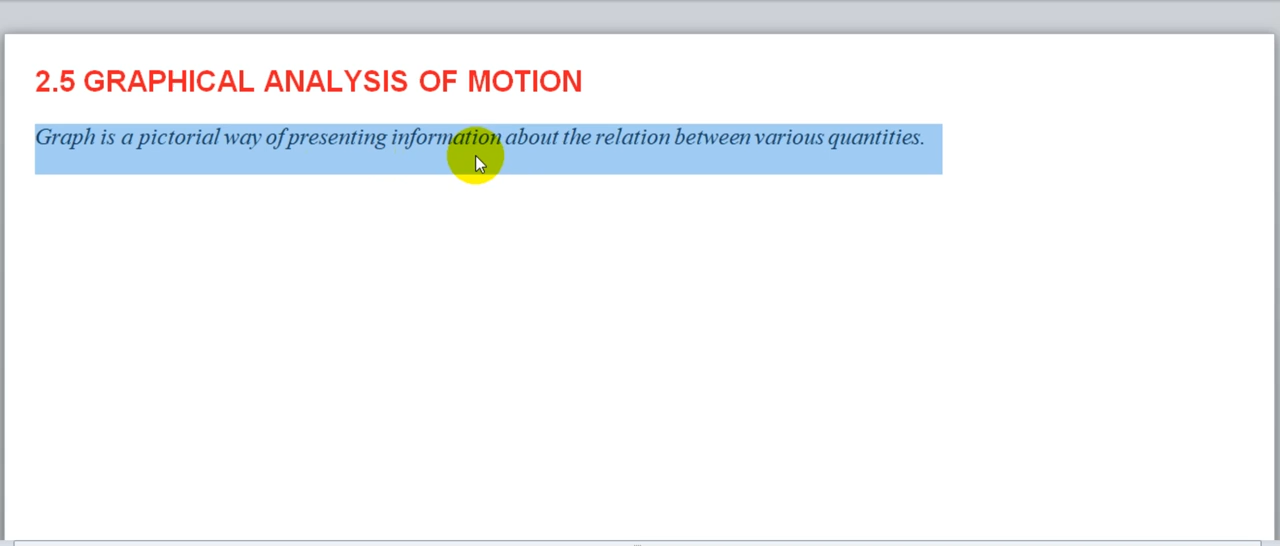 2.5 GRAPHICAL ANALYSIS OF MOTION
Graph is a pictorial way of presenting information about the relation between various quantities.